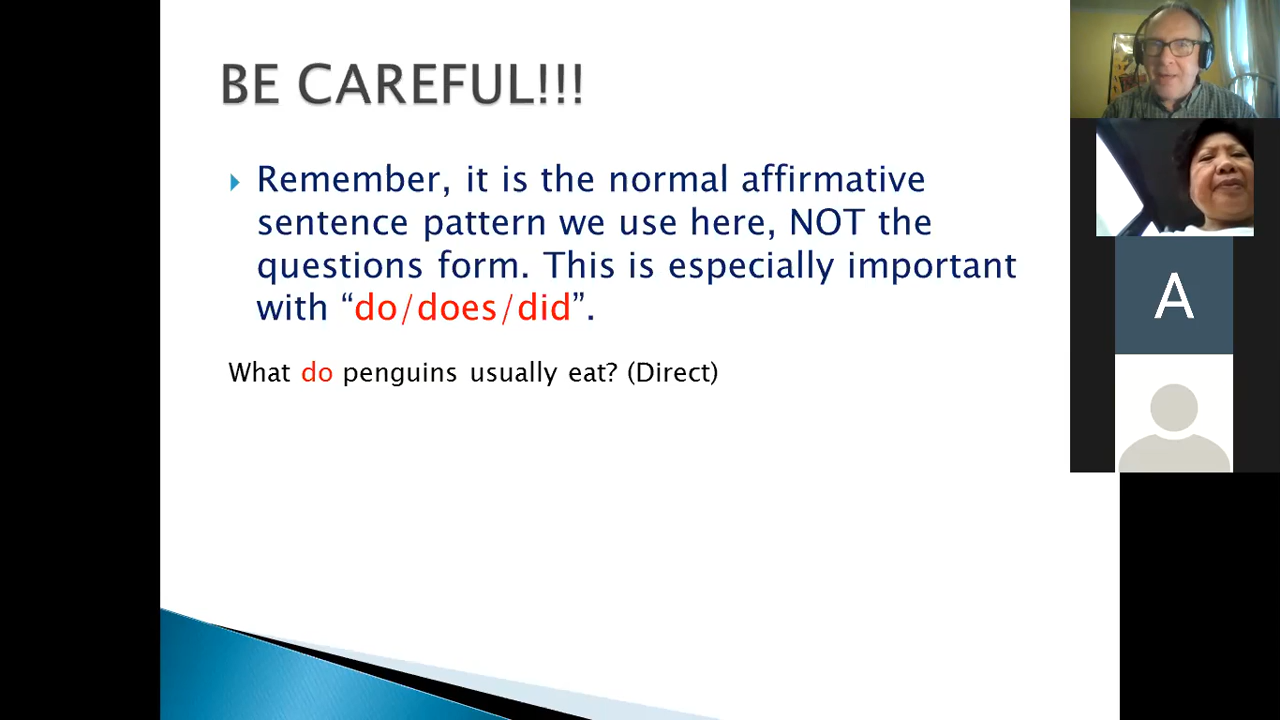 BE CAREFUL!!!
Remember, it is the normal affirmative
sentence pattern we use here, NOT the
questions form. This is especially important
with “do/does/did”.
What do penguins usually eat? (Direct)
A